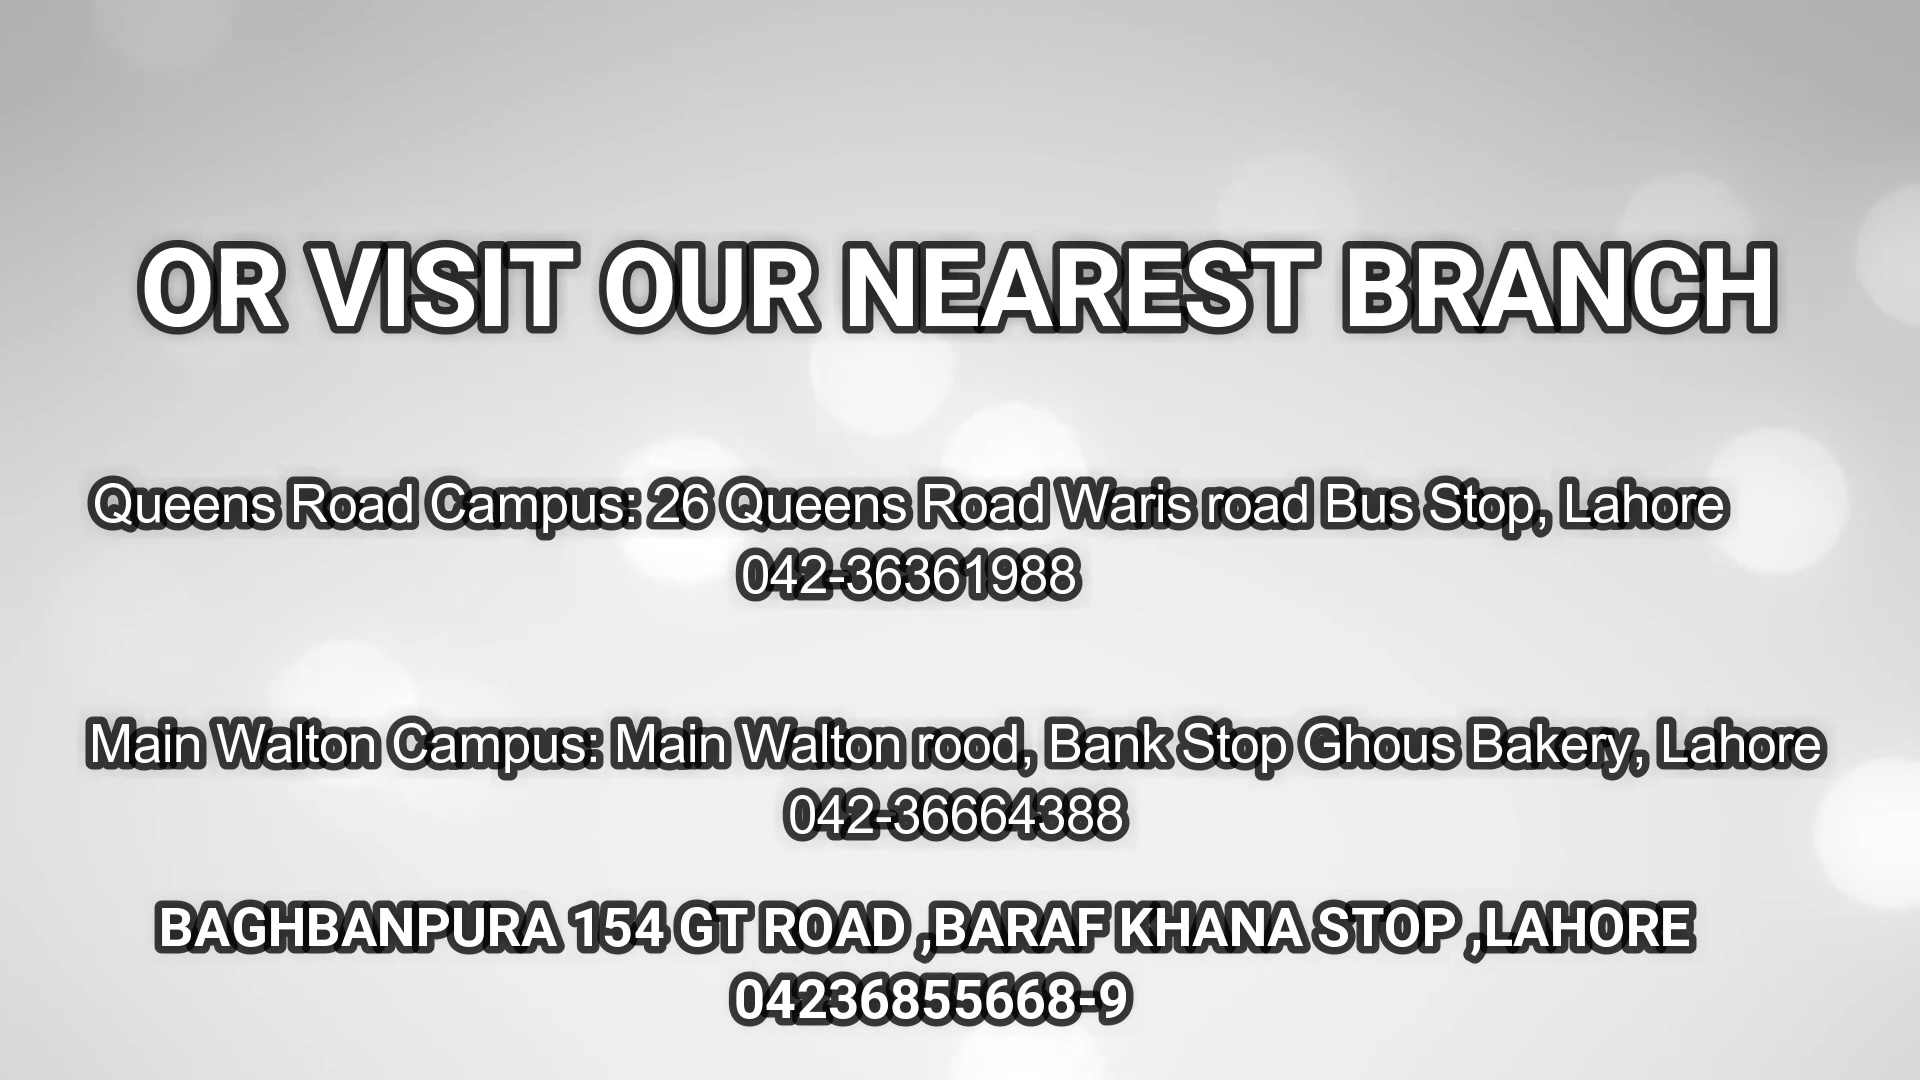 OR VISIT OUR NEAREST BRANCH
Queens Road Campus: 26 Queens Road Waris road Bus Stop, Lahore
042-36361988
Main Walton Campus: Main Walton rood, Bank Stop Ghous Bakery, Lahore
042-36664388
BAGHBANPURA 154 GT ROAD ,BARAF KHANA STOP ,LAHORE
04236855668-9